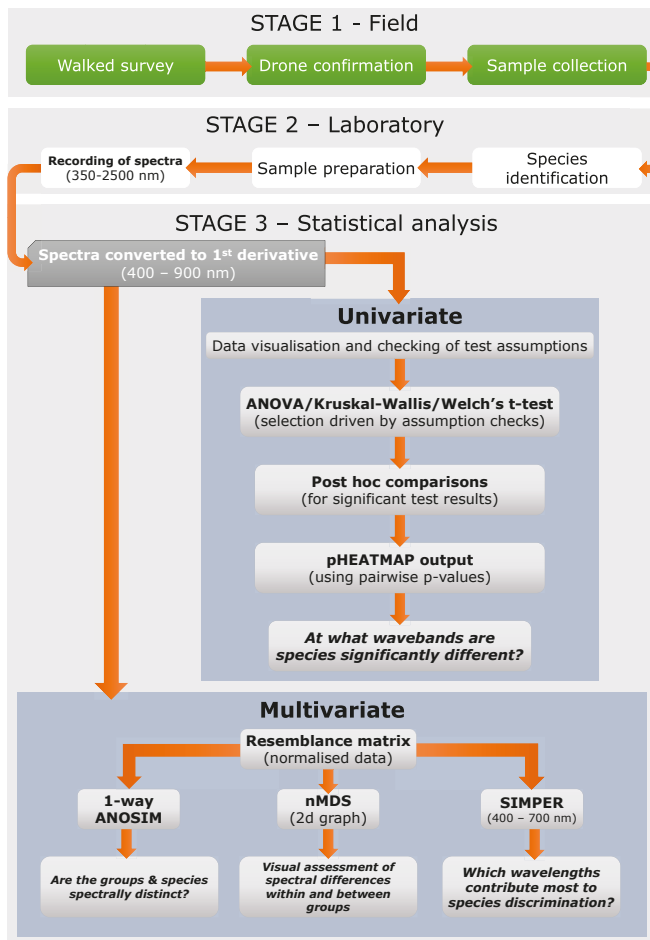 STAGE 1 - Field
Walked survey
Drone confirmation
Sample collection
STAGE 2 – Laboratory
Recording of spectra
(350-2500 nm)
Sample preparation
Species
identification
STAGE 3 – Statistical analysis
Spectra converted to 1st derivative
(400 – 900 nm)
Univariate
Data visualisation and checking of test assumptions
ANOVA/Kruskal-Wallis/Welch's t-test
(selection driven by assumption checks)
Post hoc comparisons
(for significant test results)
pHEATMAP output
(using pairwise p-values)
At what wavebands are
species significantly different?
Multivariate
Resemblance matrix
(normalised data)
1-way
ANOSIM
nMDS
(2d graph)
SIMPER
(400 – 700 nm)
Are the groups & species
spectrally distinct?
Visual assessment of
spectral differences
within and between
groups
Which wavelengths
contribute most to
species discrimination?